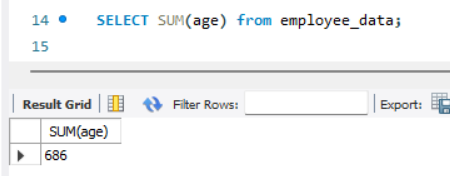 14 SELECT SUM(age) from employee_data;
15
Result Grid Filter Rows: Export:
SUM(age)
686